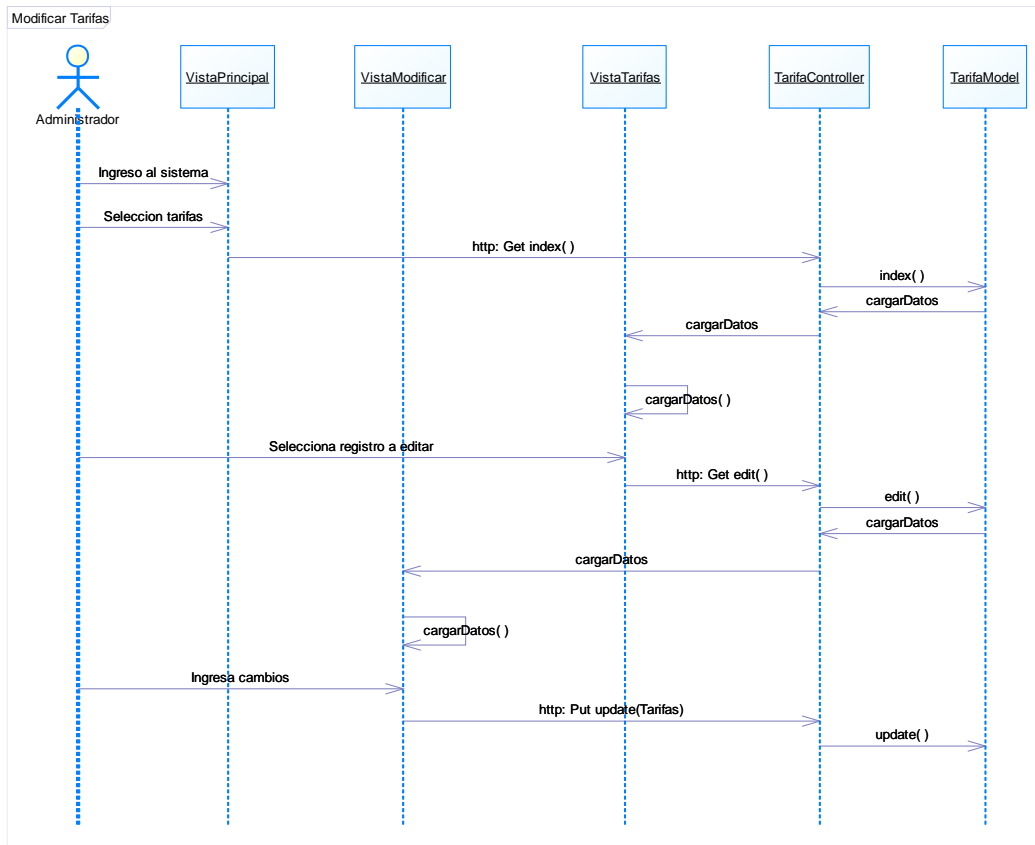 Modificar Tarifas
Administrador
VistaPrincipal
VistaModificar
VistaTarifas
TarifaController
TarifaModel
Ingreso al sistema
Seleccion tarifas
http: Get index( )
index( )
cargarDatos
cargarDatos
cargarDatos( )
Selecciona registro a editar
http: Get edit( )
edit( )
cargarDatos
cargarDatos
cargarDatos( )
Ingresa cambios
http: Put update(Tarifas)
update( )